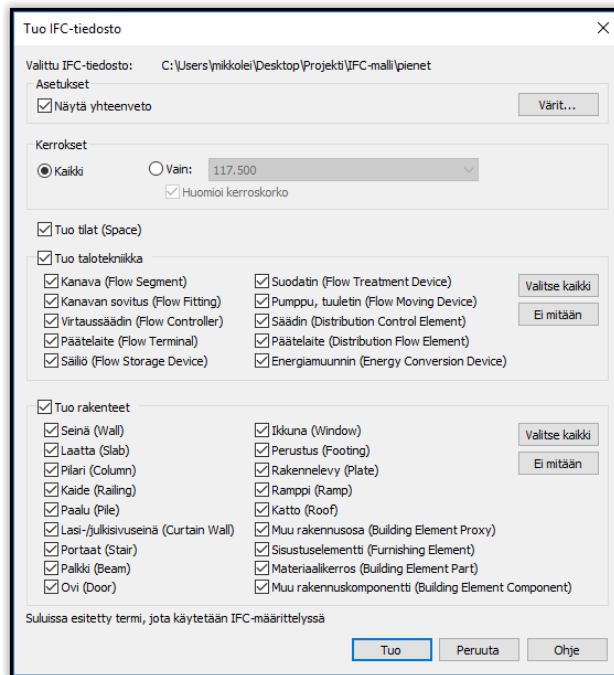 Tuo IFC-tiedosto
Valittu IFC-tiedosto: C:\Users\mikkolei\Desktop\Projekti\IFC-malli\pienet
Asetukset
Näytä yhteenveto
Värit...
Kerrokset
Kaikki
Vain:
117.500
Huomioi kerroskorko
Tuo tilat (Space)
Tuo talotekniikka
Kanava (Flow Segment)
Suodatin (Flow Treatment Device)
Valitse kaikki
Kanavan sovitus (Flow Fitting)
Pumppu, tuuletin (Flow Moving Device)
Virtaussäädin (Flow Controller)
Säädin (Distribution Control Element)
Ei mitään
Päätelaite (Flow Terminal)
Päätelaite (Distribution Flow Element)
Säiliö (Flow Storage Device)
Energiamuunnin (Energy Conversion Device)
Tuo rakenteet
Seinä (Wall)
Ikkuna (Window)
Valitse kaikki
Laatta (Slab)
Perustus (Footing)
Pilari (Column)
Rakennelevy (Plate)
Ei mitään
Kaide (Railing)
Ramppi (Ramp)
Paalu (Pile)
Katto (Roof)
Lasi-/julkisivuseinä (Curtain Wall)
Muu rakennusosa (Building Element Proxy)
Portaat (Stair)
Sisustuselementti (Furnishing Element)
Palkki (Beam)
Materiaalikerros (Building Element Part)
Ovi (Door)
Muu rakennuskomponentti (Building Element Component)
Suluissa esitetty termi, jota käytetään IFC-määrittelyssä
Tuo
Peruuta
Ohje